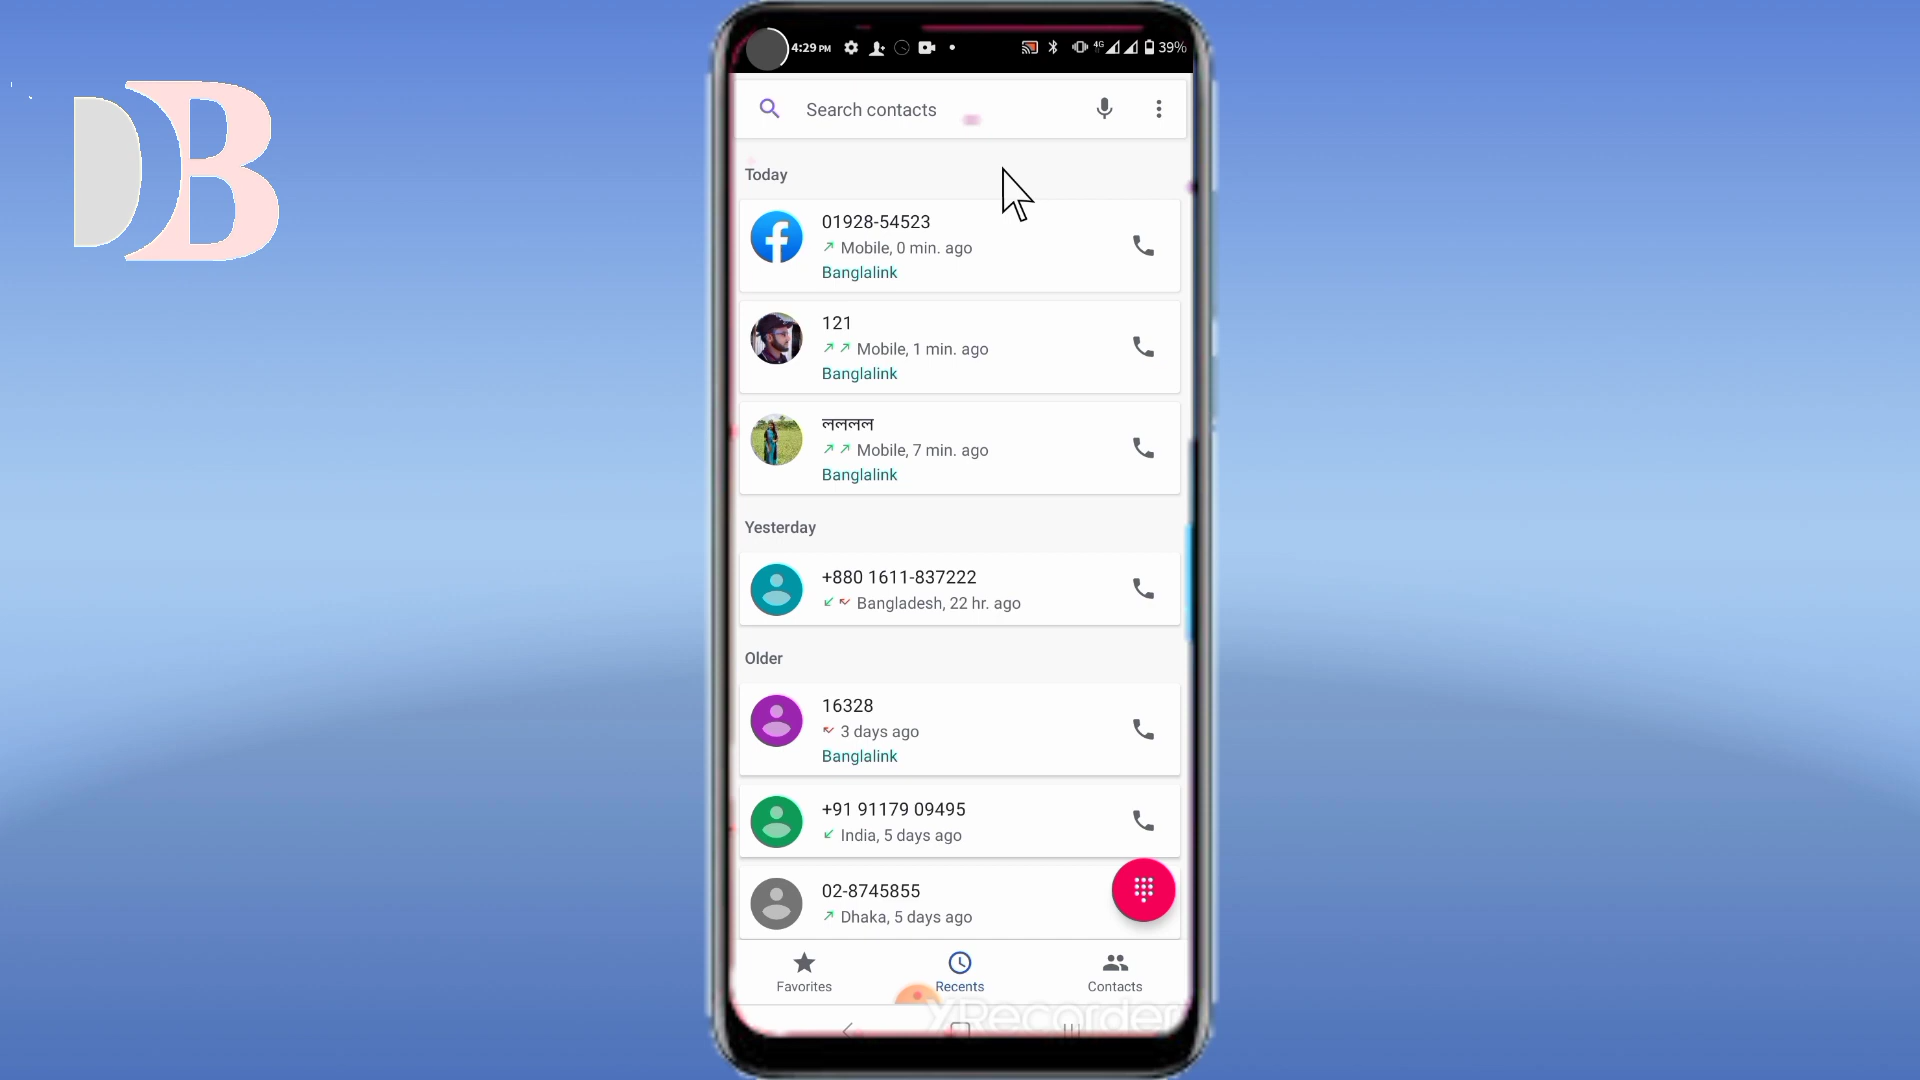 DB
4:29 PM
4G
39%
Search contacts
Today
01928-54523
Mobile, 0 min. ago
Banglalink
121
Mobile, 1 min. ago
Banglalink
लललल
Mobile, 7 min. ago
Banglalink
Yesterday
+880 1611-837222
Bangladesh, 22 hr. ago
Older
16328
3 days ago
Banglalink
+91 91179 09495
India, 5 days ago
02-8745855
Dhaka, 5 days ago
Favorites
Recents
Contacts
XRecorder